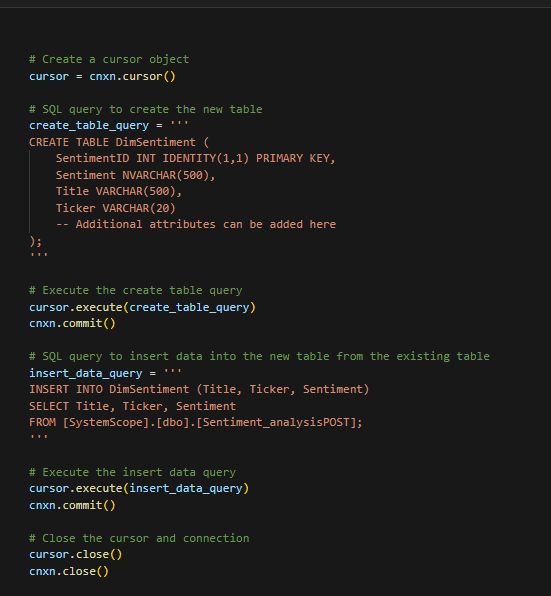 # Create a cursor object
cursor = cnxn.cursor()
# SQL query to create the new table
create_table_query = '''
CREATE TABLE DimSentiment (
SentimentID INT IDENTITY(1,1) PRIMARY KEY,
Sentiment NVARCHAR(500),
Title VARCHAR(500),
Ticker VARCHAR(20)
-- Additional attributes can be added here
);
'''
# Execute the create table query
cursor.execute(create_table_query)
cnxn.commit()
# SQL query to insert data into the new table from the existing table
insert_data_query = '''
INSERT INTO DimSentiment (Title, Ticker, Sentiment)
SELECT Title, Ticker, Sentiment
FROM [SystemScope].[dbo].[Sentiment_analysisPOST];
'''
# Execute the insert data query
cursor.execute(insert_data_query)
cnxn.commit()
# Close the cursor and connection
cursor.close()
cnxn.close()